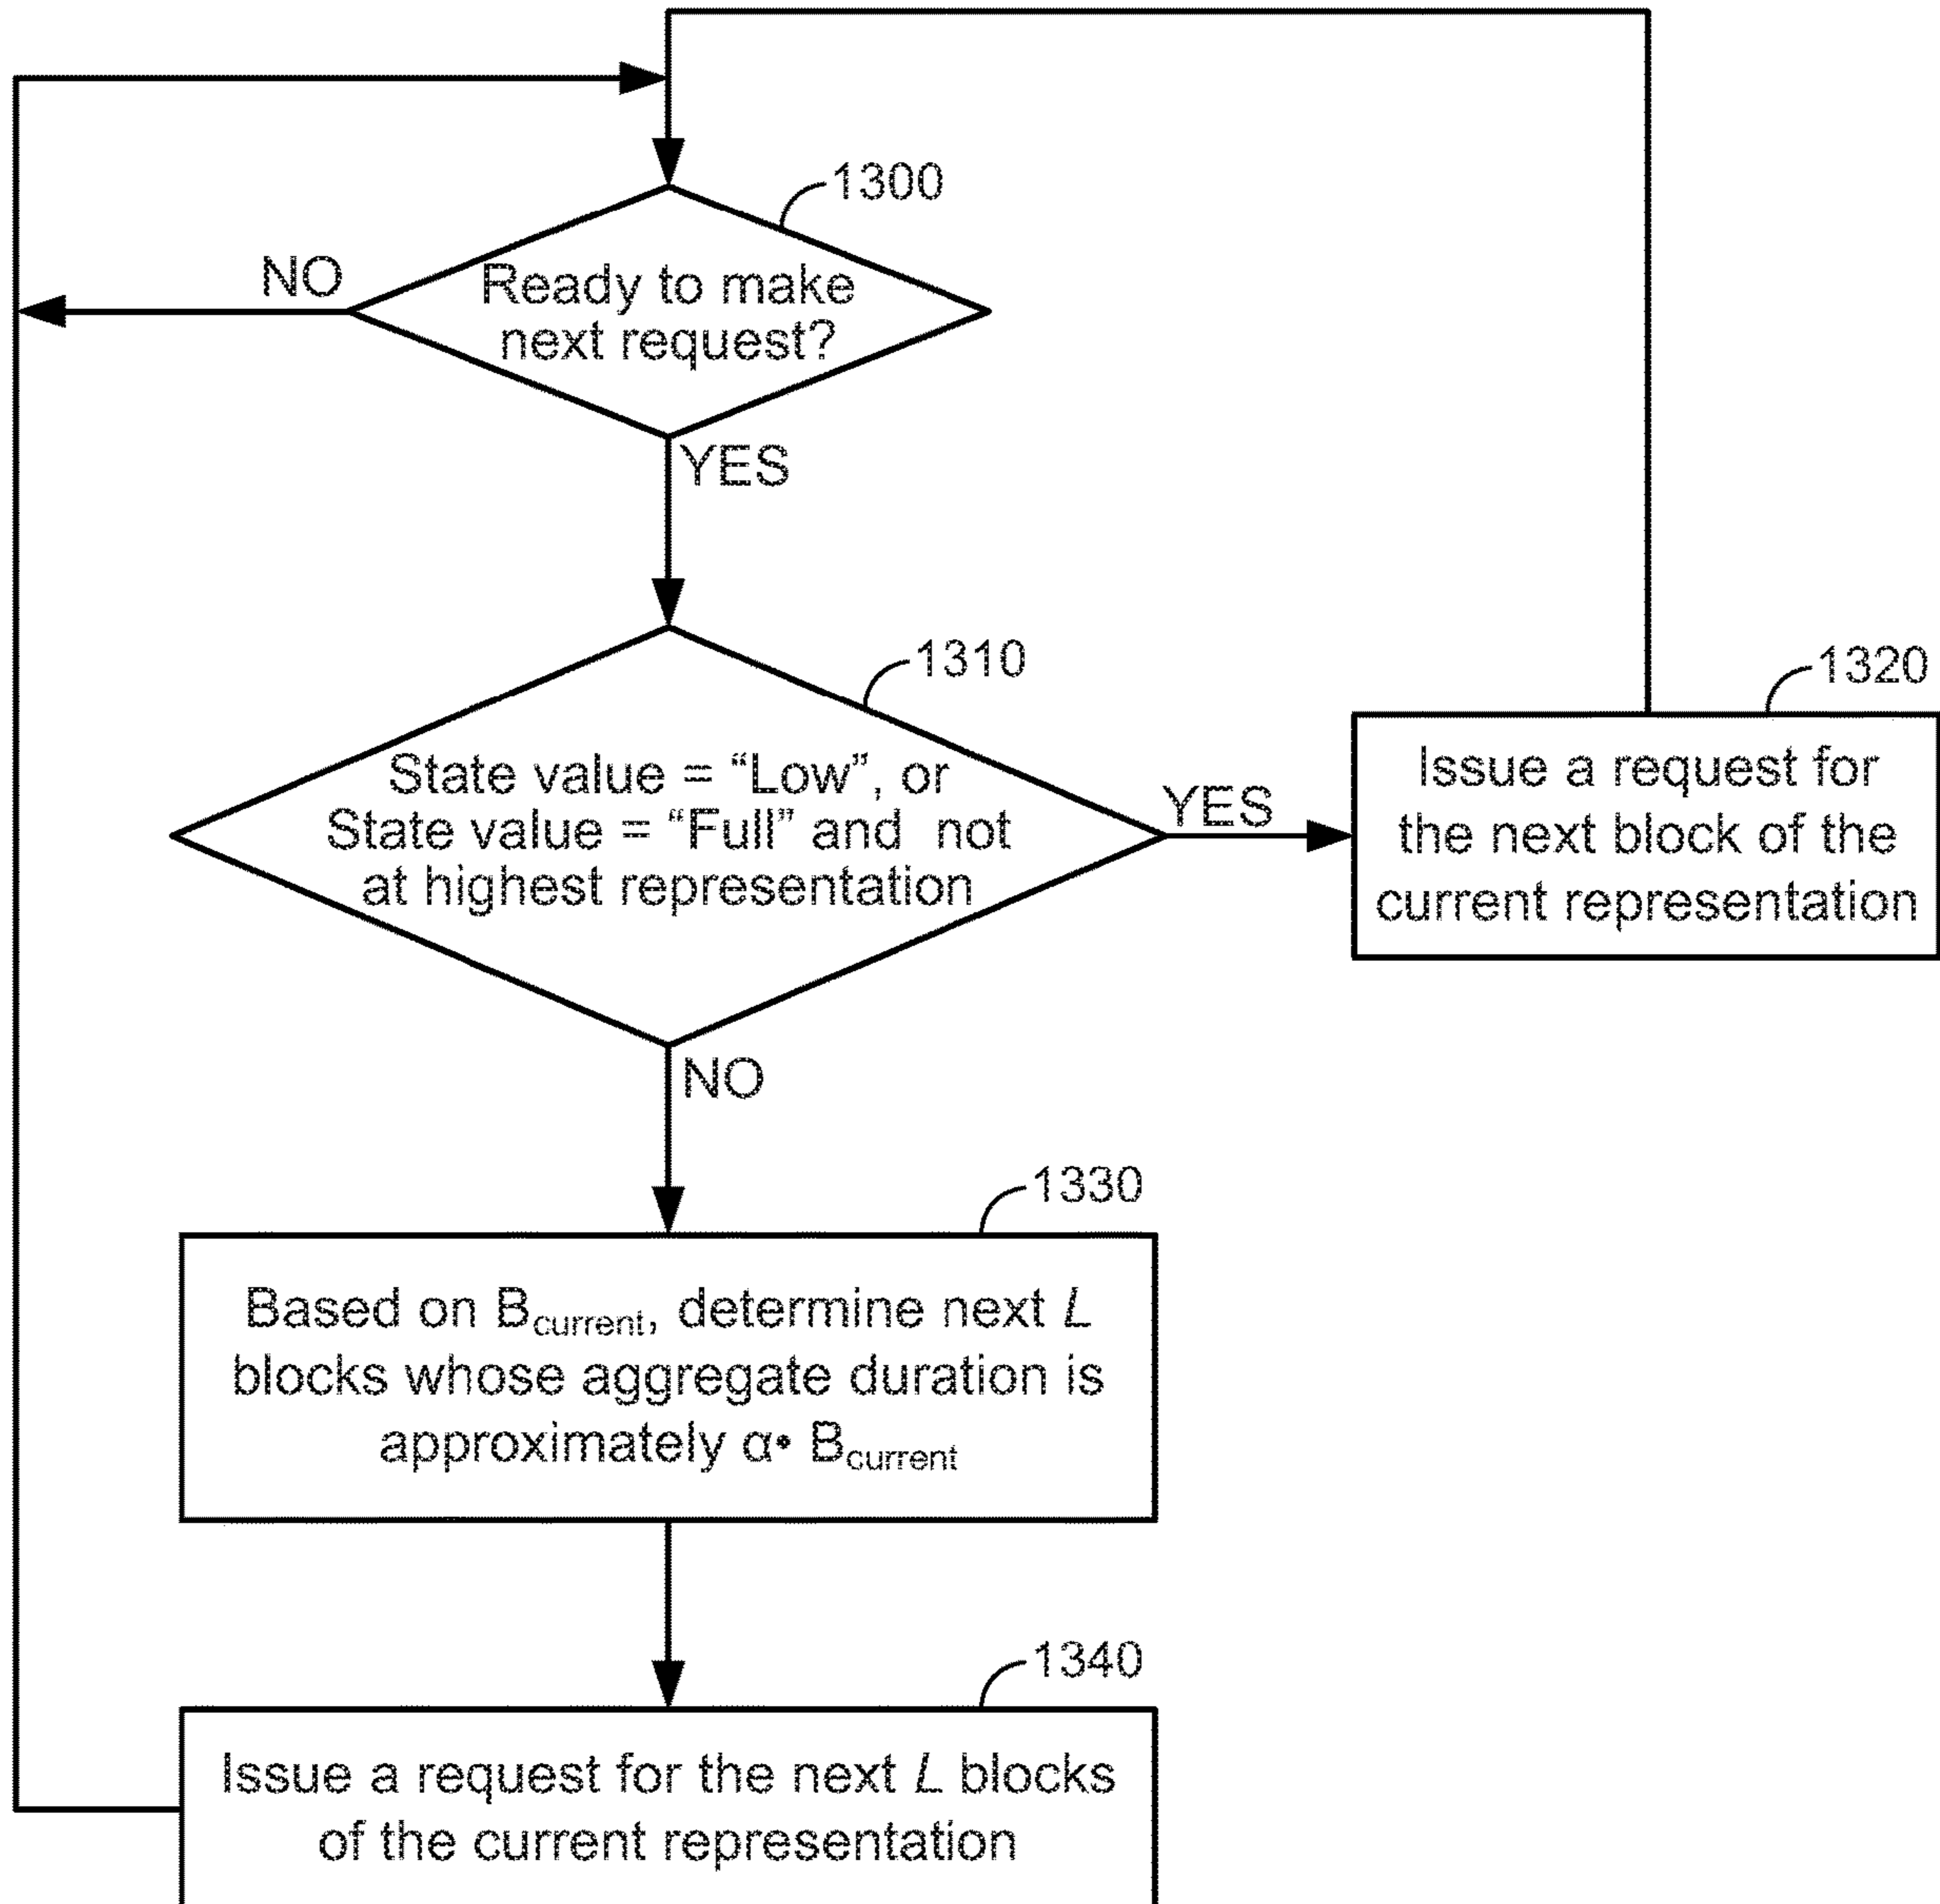 1300
NO
Ready to make
next request?
YES
1310
1320
State value = “Low”, or
State value = “Full” and not
at highest representation
YES
Issue a request for
the next block of the
current representation
NO
1330
Based on Bcurrent, determine next L
blocks whose aggregate duration is
approximately α• Bcurrent
1340
Issue a request for the next L blocks
of the current representation